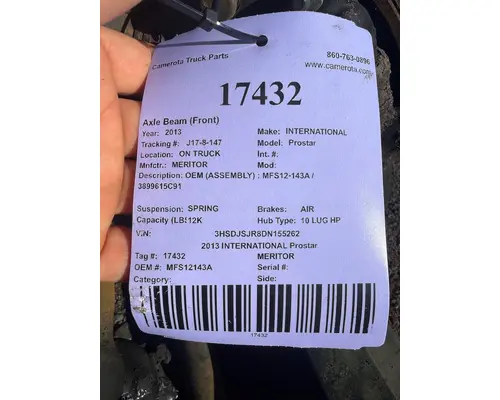 Camerota Truck Parts 860-763-0896
www.camerota.com
17432
Axle Beam (Front)
Year: 2013 Make: INTERNATIONAL
Tracking #: J17-8-147 Model: Prostar
Location: ON TRUCK Int. #:
Mnfctr.: MERITOR Mod:
Description: OEM (ASSEMBLY) : MFS12-143A /
3899615C91
Suspension: SPRING Brakes: AIR
Capacity (LB:12K Hub Type: 10 LUG HP
VIN: 3HSDJSJR8DN155262
2013 INTERNATIONAL Prostar
Tag #: 17432 MERITOR
OEM #: MFS12143A Serial #:
Category: Side:
17432